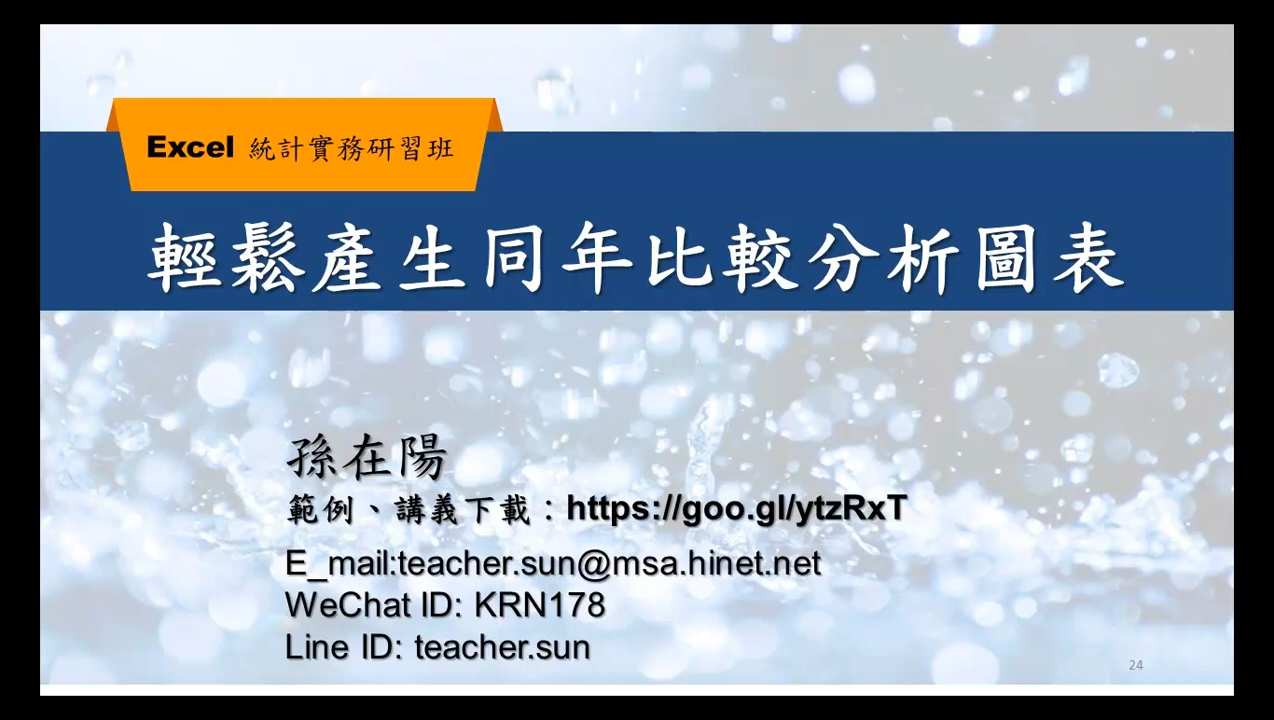 Excel 統計實務研習班
輕鬆產生同年比較分析圖表
孫在陽
範例、講義下載：https://goo.gl/ytzRxT
E_mail:teacher.sun@msa.hinet.net
WeChat ID: KRN178
Line ID: teacher.sun
24